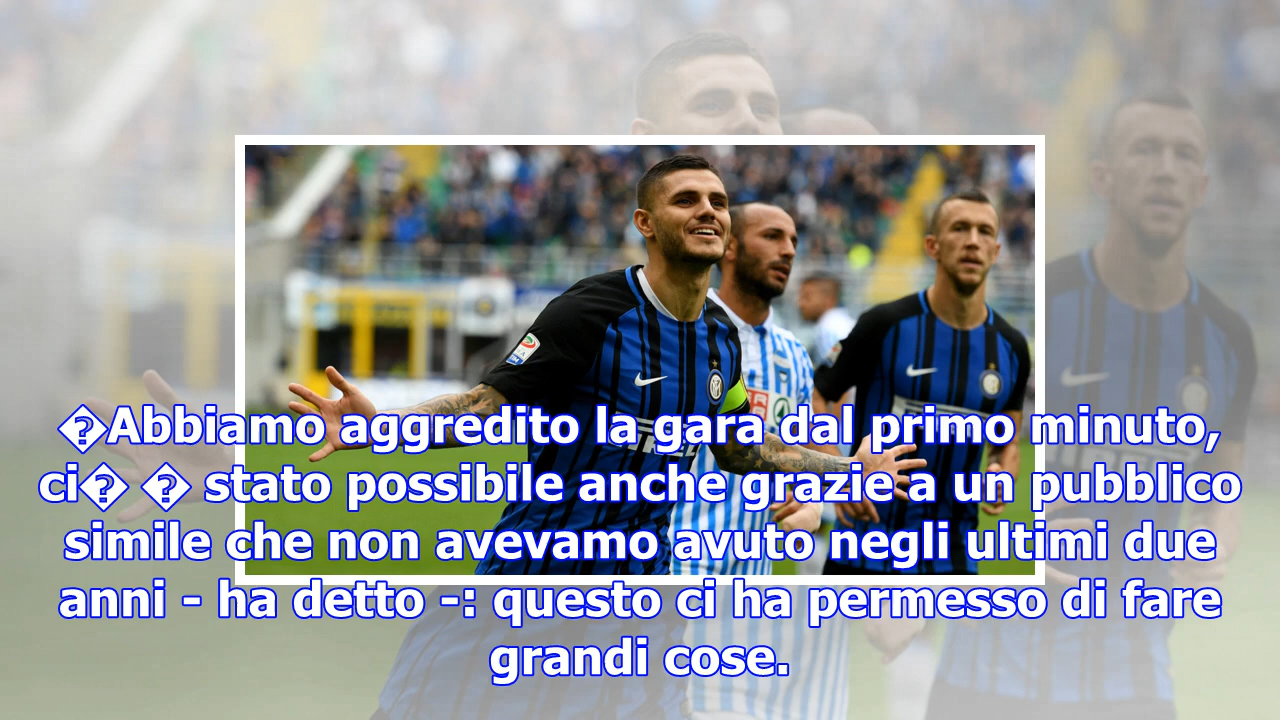 �Abbiamo aggredito la gara dal primo minuto,
ci� � stato possibile anche grazie a un pubblico
simile che non avevamo avuto negli ultimi due
anni - ha detto -: questo ci ha permesso di fare
grandi cose.